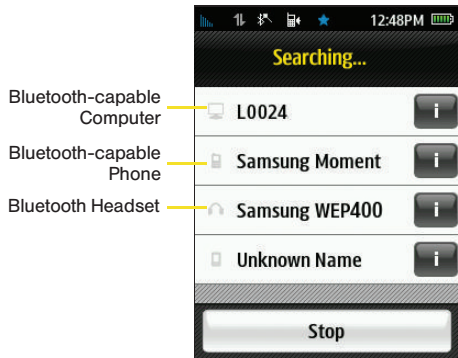 12:48PM
Searching...
Bluetooth-capable
Computer
L0024
i
Bluetooth-capable
Phone
Samsung Moment
i
Bluetooth Headset
Samsung WEP400
i
Unknown Name
i
Stop